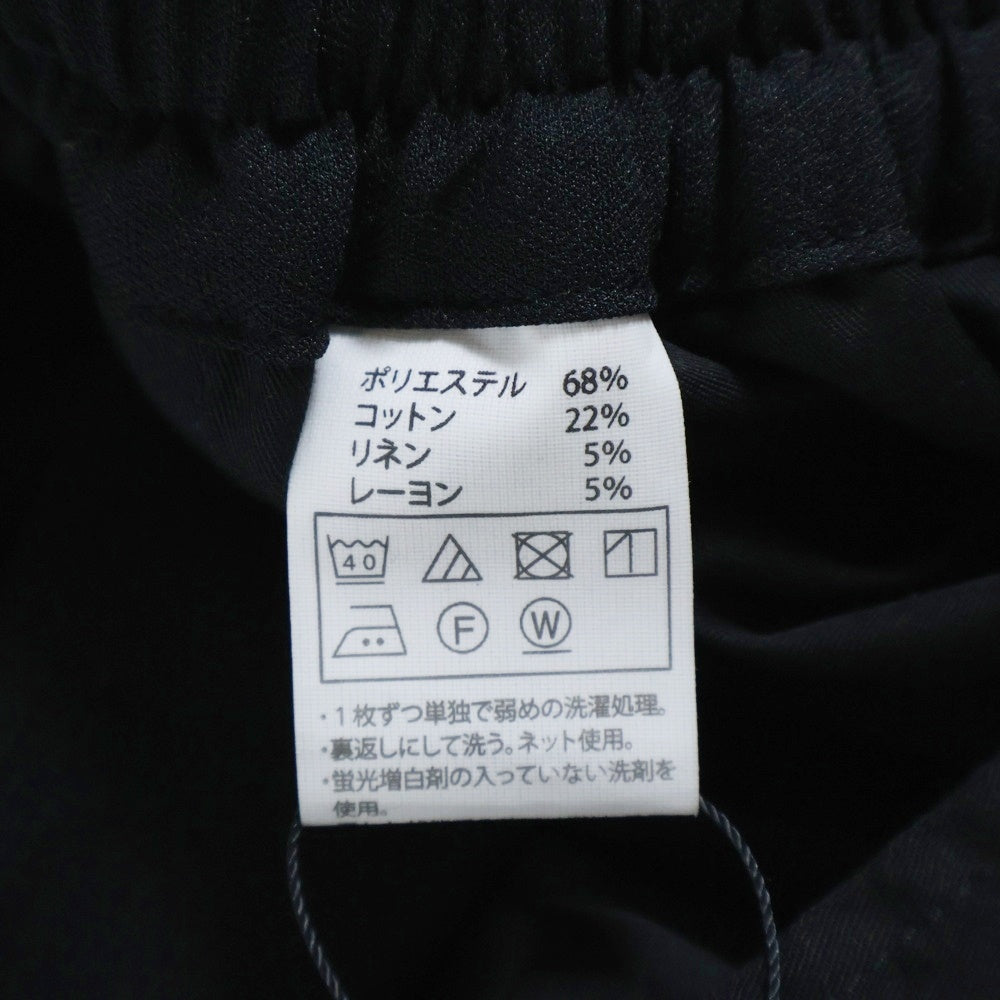 ポリエステル 68%
コットン 22%
リネン 5%
レーヨン 5%
40
F W
・1枚ずつ単独で弱めの洗濯処理。
・裏返しにして洗う。ネット使用。
・蛍光増白剤の入っていない洗剤を
使用。